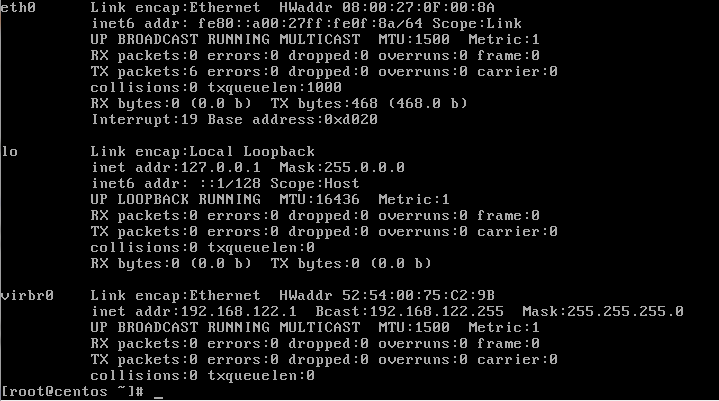 eth0      Link encap:Ethernet  HWaddr 08:00:27:0F:00:8A
          inet6 addr: fe80::a00:27ff:fe0f:8a/64 Scope:Link
          UP BROADCAST RUNNING MULTICAST  MTU:1500  Metric:1
          RX packets:0 errors:0 dropped:0 overruns:0 frame:0
          TX packets:6 errors:0 dropped:0 overruns:0 carrier:0
          collisions:0 txqueuelen:1000
          RX bytes:0 (0.0 b)  TX bytes:468 (468.0 b)
          Interrupt:19 Base address:0xd020
lo        Link encap:Local Loopback
          inet addr:127.0.0.1  Mask:255.0.0.0
          inet6 addr: ::1/128 Scope:Host
          UP LOOPBACK RUNNING  MTU:16436  Metric:1
          RX packets:0 errors:0 dropped:0 overruns:0 frame:0
          TX packets:0 errors:0 dropped:0 overruns:0 carrier:0
          collisions:0 txqueuelen:0
          RX bytes:0 (0.0 b)  TX bytes:0 (0.0 b)
virbr0    Link encap:Ethernet  HWaddr 52:54:00:75:C2:9B
          inet addr:192.168.122.1  Bcast:192.168.122.255  Mask:255.255.255.0
          UP BROADCAST RUNNING MULTICAST  MTU:1500  Metric:1
          RX packets:0 errors:0 dropped:0 overruns:0 frame:0
          TX packets:0 errors:0 dropped:0 overruns:0 carrier:0
          collisions:0 txqueuelen:0
[root@centos ~]# _